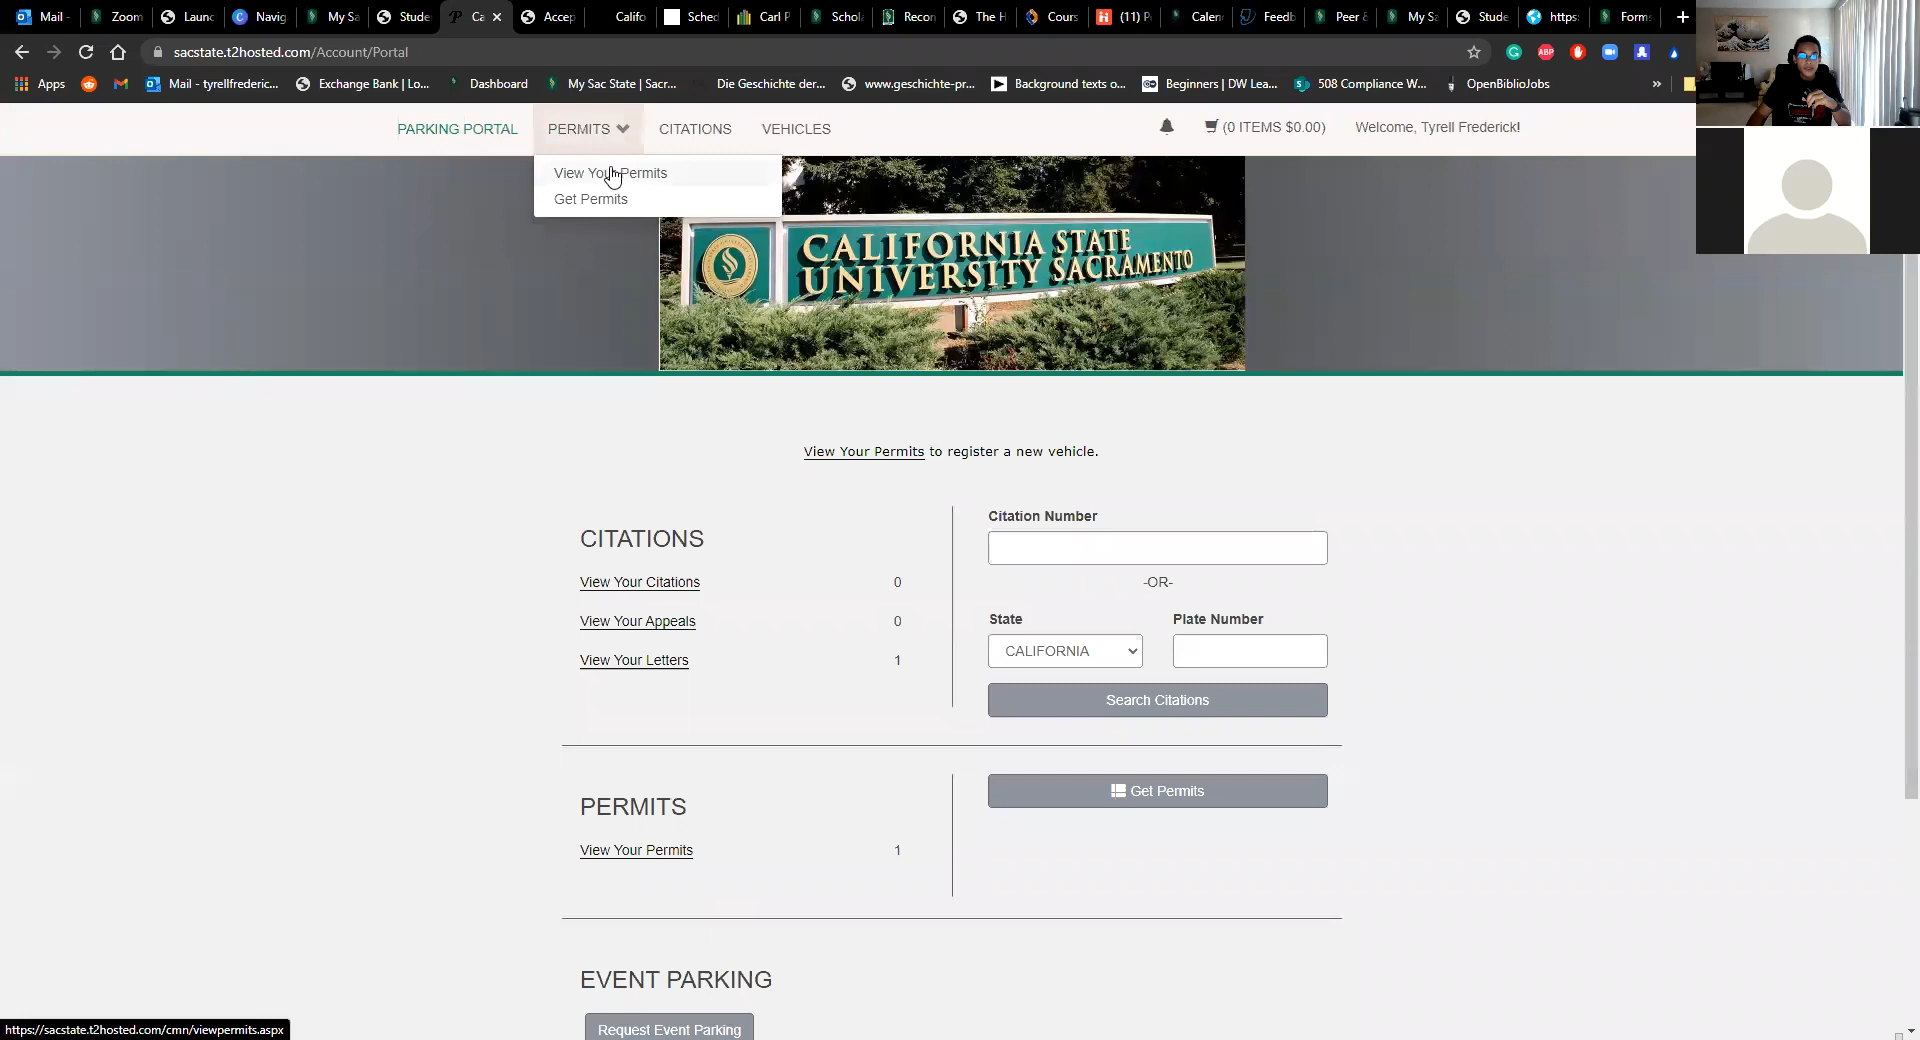 Mail -
Zoom
Launc
Navig
My Sa
Stude
Ca
Accep
Califo
Sched
Carl P
Schol
Recon
The H
Cours
(11) P
Calen
Feedb
Peer &
My Sa
Stude
https:
Forms
sacstate.t2hosted.com/Account/Portal
ABP
Apps
Mail - tyrellfrederic...
Exchange Bank | Lo...
Dashboard
My Sac State | Sacr...
Die Geschichte der...
www.geschichte-pr...
Background texts o...
Beginners | DW Lea...
508 Compliance W...
OpenBiblioJobs
»
PARKING PORTAL
PERMITS
CITATIONS
VEHICLES
(0 ITEMS $0.00)
Welcome, Tyrell Frederick!
View Your Permits
Get Permits
CALIFORNIA STATE
UNIVERSITY SACRAMENTO
View Your Permits to register a new vehicle.
CITATIONS
View Your Citations 0
View Your Appeals 0
View Your Letters 1
Citation Number
-OR-
State
Plate Number
CALIFORNIA
Search Citations
PERMITS
View Your Permits 1
Get Permits
EVENT PARKING
Request Event Parking
https://sacstate.t2hosted.com/cmn/viewpermits.aspx